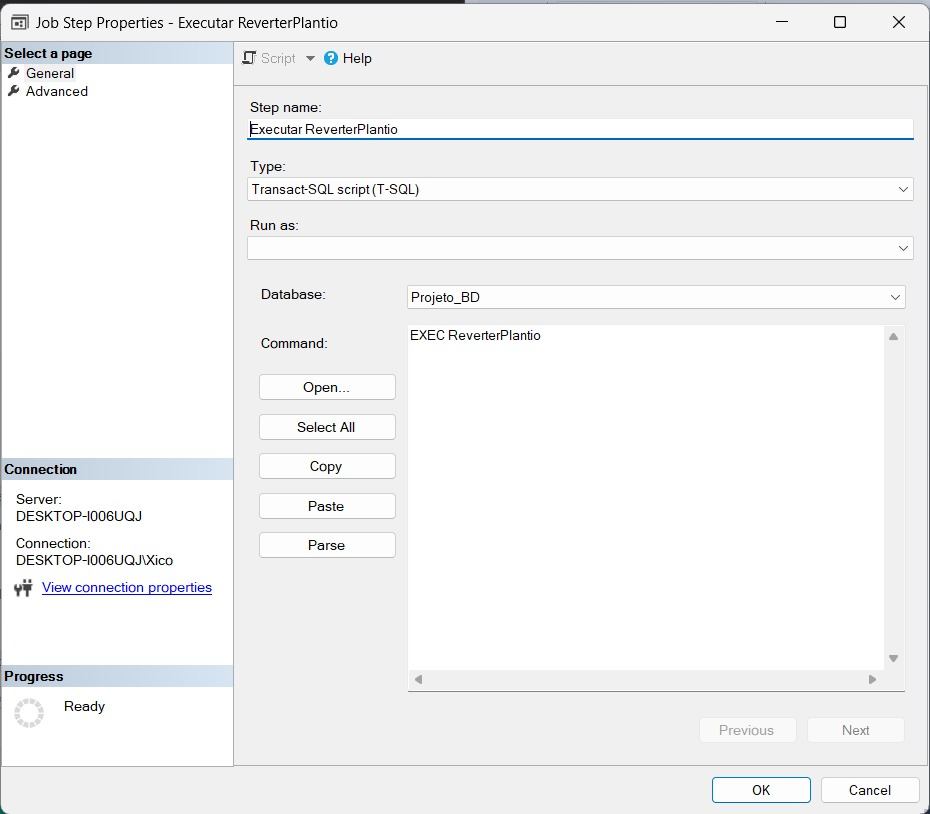 Job Step Properties - Executar ReverterPlantio
Select a page
General
Advanced
Script
Help
Step name:
Executar ReverterPlantio
Type:
Transact-SQL script (T-SQL)
Run as:
Database:
Projeto_BD
Command:
EXEC ReverterPlantio
Open...
Select All
Copy
Paste
Parse
Connection
Server:
DESKTOP-I006UQJ
Connection:
DESKTOP-I006UQJ\Xico
View connection properties
Progress
Ready
Previous
Next
OK
Cancel